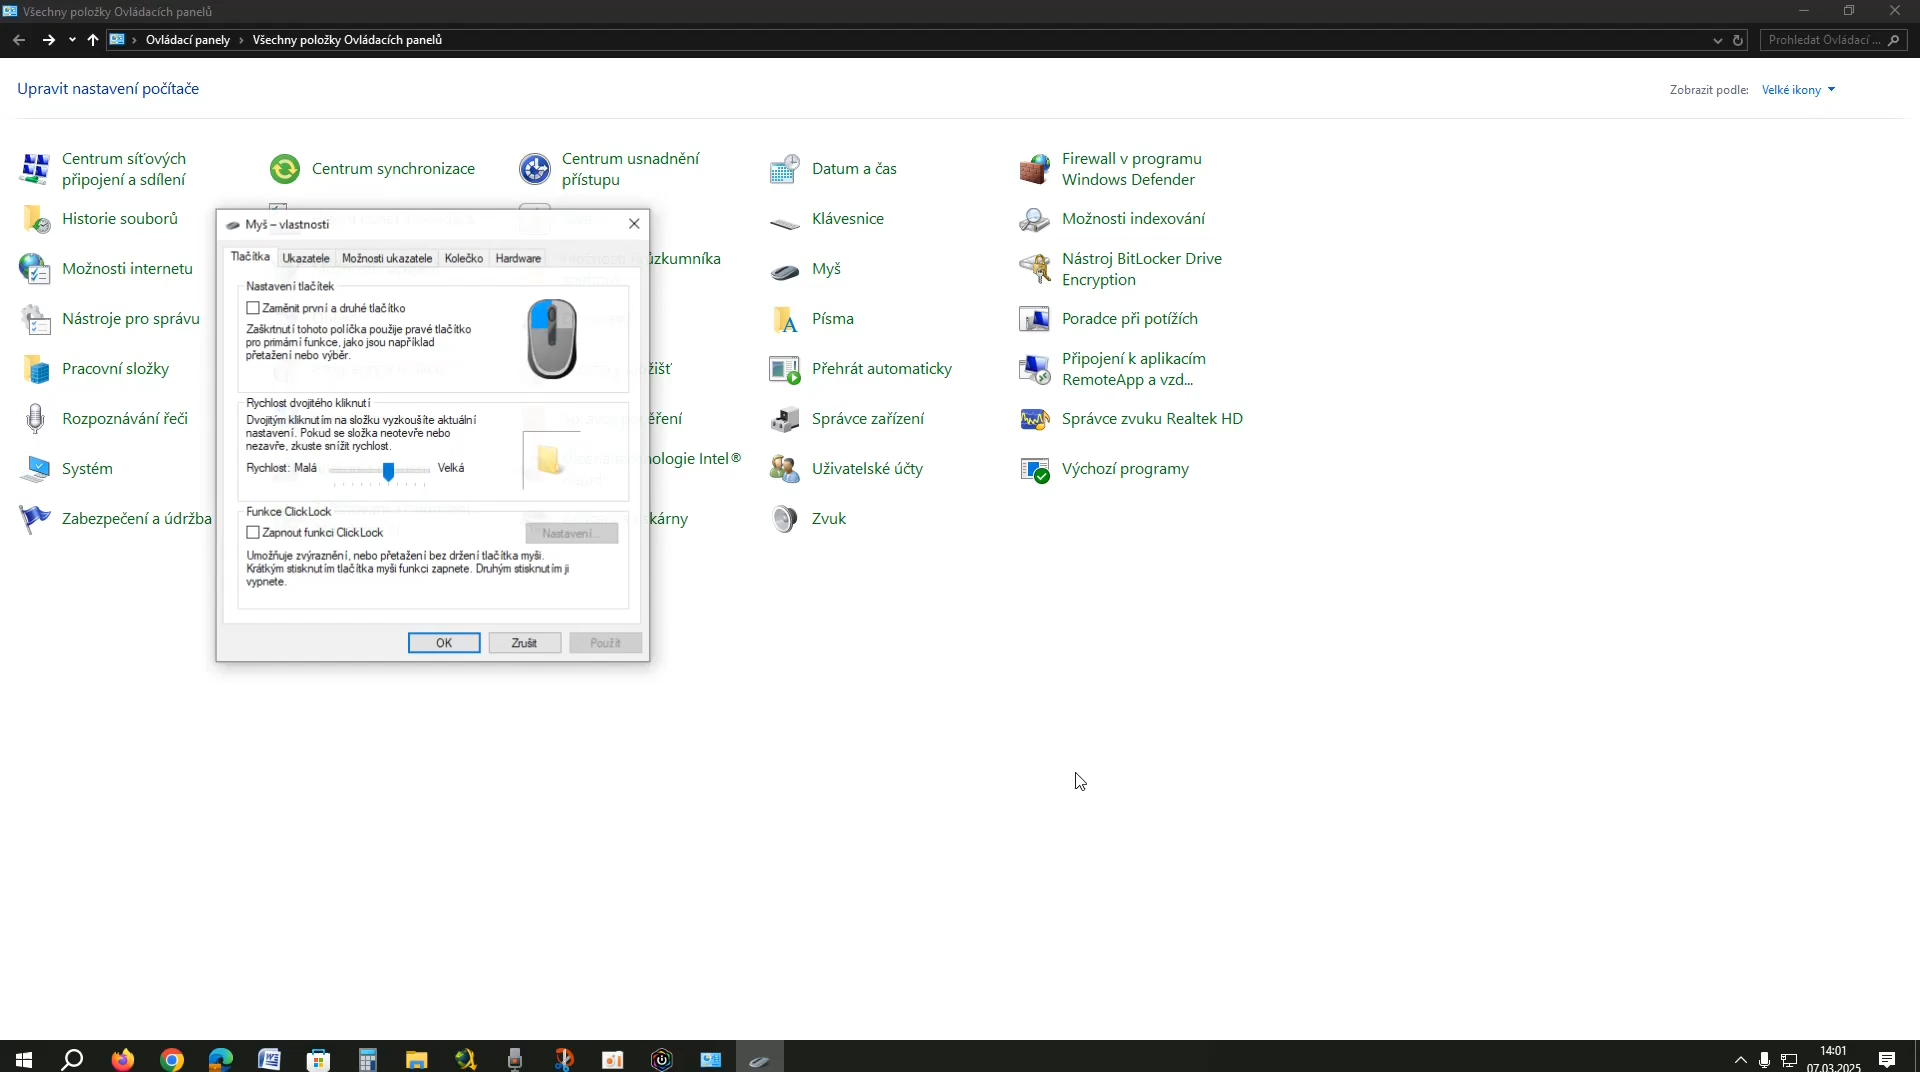 Všechny položky Ovládacích panelů
Ovládací panely
Všechny položky Ovládacích panelů
Prohledat Ovládací ...
Upravit nastavení počítače
Zobrazit podle:
Velké ikony
Centrum síťových
připojení a sdílení
Centrum synchronizace
Centrum usnadnění
přístupu
Datum a čas
Firewall v programu
Windows Defender
Historie souborů
Klávesnice
Možnosti indexování
Možnosti internetu
Myš
Nástroj BitLocker Drive
Encryption
Nástroje pro správu
Písma
Poradce při potížích
Pracovní složky
Přehrát automaticky
Připojení k aplikacím
RemoteApp a vzd...
Rozpoznávání řeči
Správce zařízení
Správce zvuku Realtek HD
Systém
nologie Intel®
Uživatelské účty
Výchozí programy
Zabezpečení a údržba
kárny
Zvuk
Myš – vlastnosti
Tlačítka
Ukazatele
Možnosti ukazatele
Kolečko
Hardware
Nastavení tlačítek
Zaměnit první a druhé tlačítko
Zaškrtnutí tohoto políčka použije pravé tlačítko
pro primární funkce, jako jsou například
přetažení nebo výběr.
Rychlost dvojitého kliknutí
Dvojitým kliknutím na složku vyzkoušíte aktuální
nastavení. Pokud se složka neotevře nebo
nezavře, zkuste snížit rychlost.
Rychlost: Malá
Velká
Funkce ClickLock
Zapnout funkci ClickLock
Nastavení...
Umožňuje zvýraznění, nebo přetažení bez držení tlačítka myši.
Krátkým stisknutím tlačítka myši funkci zapnete. Druhým stisknutím ji
vypnete.
OK
Zrušit
Použít
14:01
07.03.2025